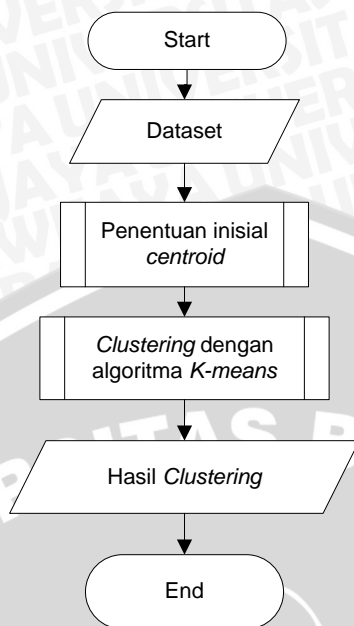 Start
Dataset
Penentuan inisial
centroid
Clustering dengan
algoritma K-means
Hasil Clustering
End